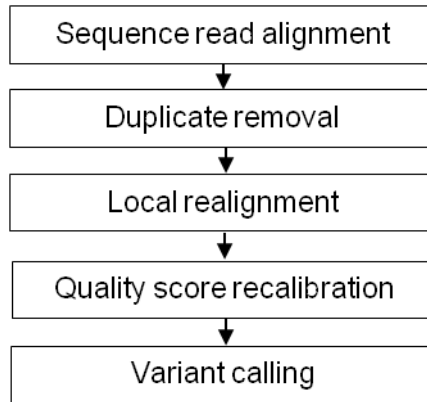 Sequence read alignment
Duplicate removal
Local realignment
Quality score recalibration
Variant calling